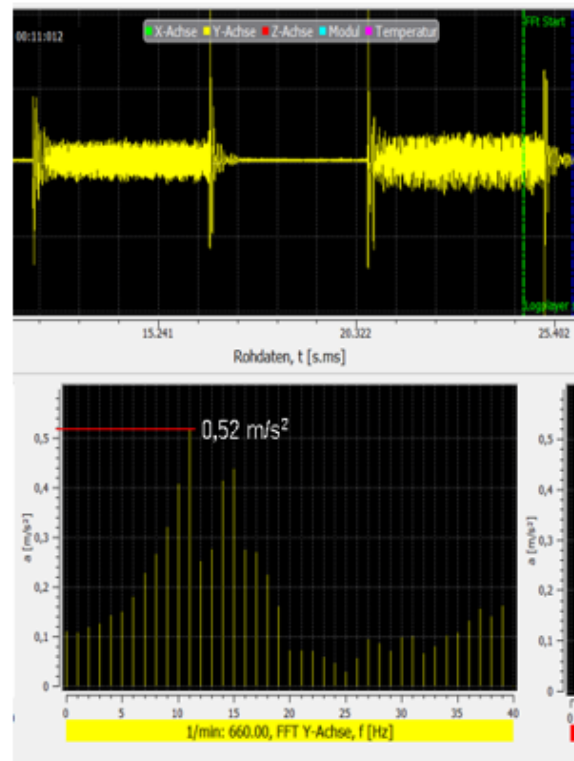 FFt Start
X-Achse Y-Achse Z-Achse Modul Temperatur
00:11:012
Logplayer
15.241 20.322 25.402
Rohdaten, t [s.ms]
0,52 m/s²
0,5
0,4
0,3
0,2
0,1
0
a [m/s²]
0 5 10 15 20 25 30 35 40
1/min: 660.00, FFT Y-Achse, f [Hz]
0,5
0,4
0,3
0,2
0,1
0
a [m/s²]
0